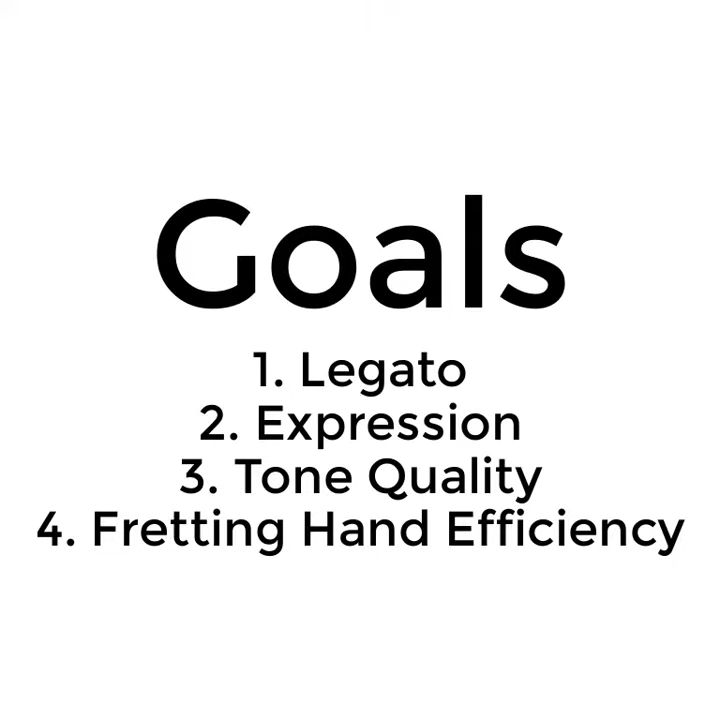 Goals
1. Legato
2. Expression
3. Tone Quality
4. Fretting Hand Efficiency